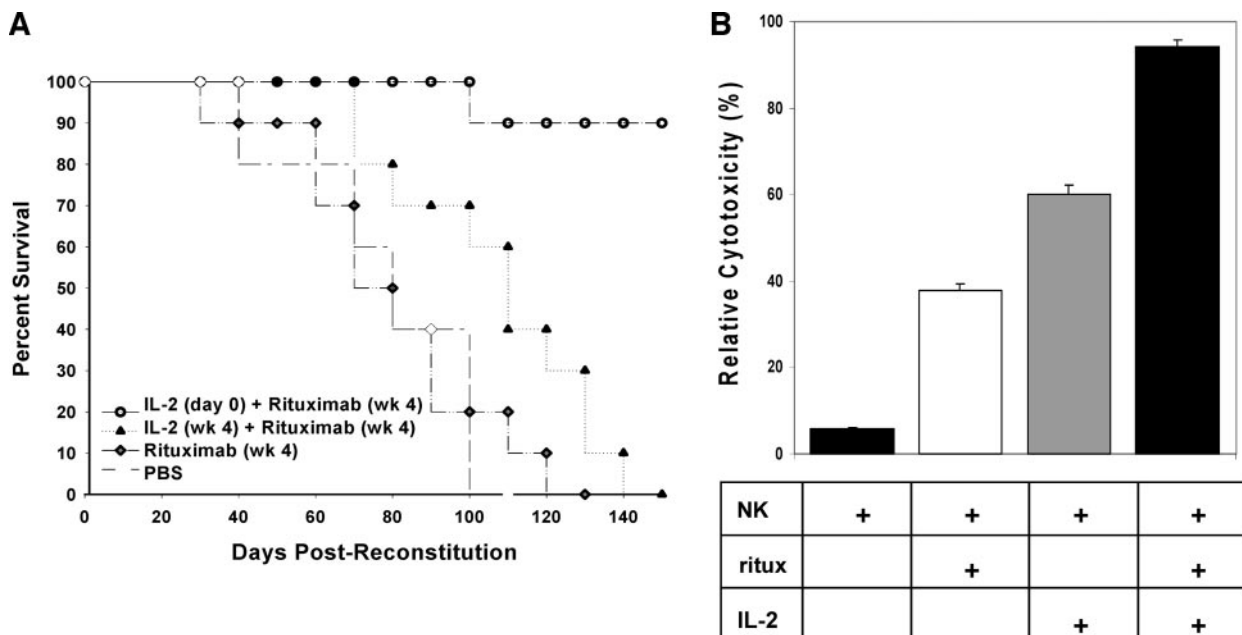 A
Percent Survival
100
90
80
70
60
50
40
30
20
10
0
IL-2 (day 0) + Rituximab (wk 4)
IL-2 (wk 4) + Rituximab (wk 4)
Rituximab (wk 4)
PBS
0 20 40 60 80 100 120 140
Days Post-Reconstitution
B
Relative Cytotoxicity (%)
100
80
60
40
20
0
NK + + + +
ritux + +
IL-2 + +